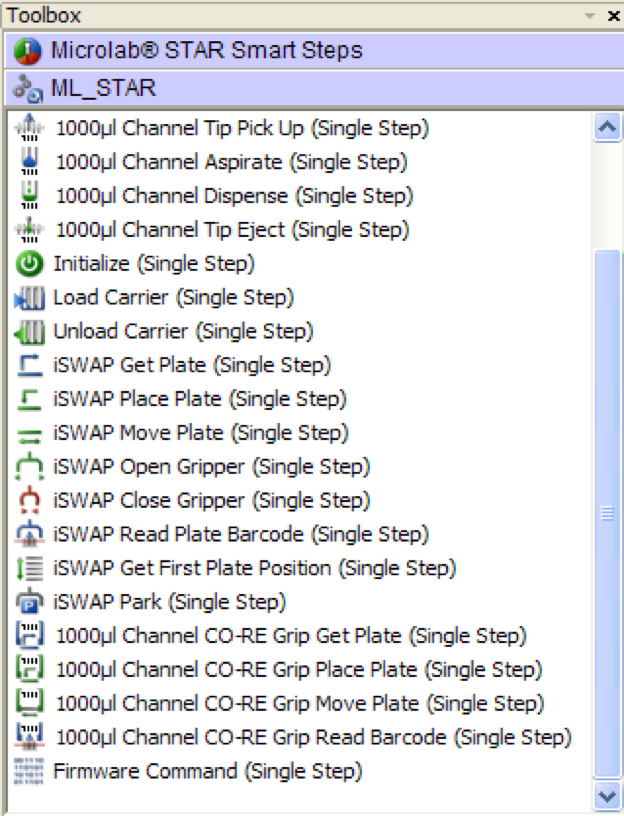 Toolbox
Microlab® STAR Smart Steps
ML_STAR
1000µl Channel Tip Pick Up (Single Step)
1000µl Channel Aspirate (Single Step)
1000µl Channel Dispense (Single Step)
1000µl Channel Tip Eject (Single Step)
Initialize (Single Step)
Load Carrier (Single Step)
Unload Carrier (Single Step)
iSWAP Get Plate (Single Step)
iSWAP Place Plate (Single Step)
iSWAP Move Plate (Single Step)
iSWAP Open Gripper (Single Step)
iSWAP Close Gripper (Single Step)
iSWAP Read Plate Barcode (Single Step)
iSWAP Get First Plate Position (Single Step)
iSWAP Park (Single Step)
1000µl Channel CO-RE Grip Get Plate (Single Step)
1000µl Channel CO-RE Grip Place Plate (Single Step)
1000µl Channel CO-RE Grip Move Plate (Single Step)
1000µl Channel CO-RE Grip Read Barcode (Single Step)
Firmware Command (Single Step)